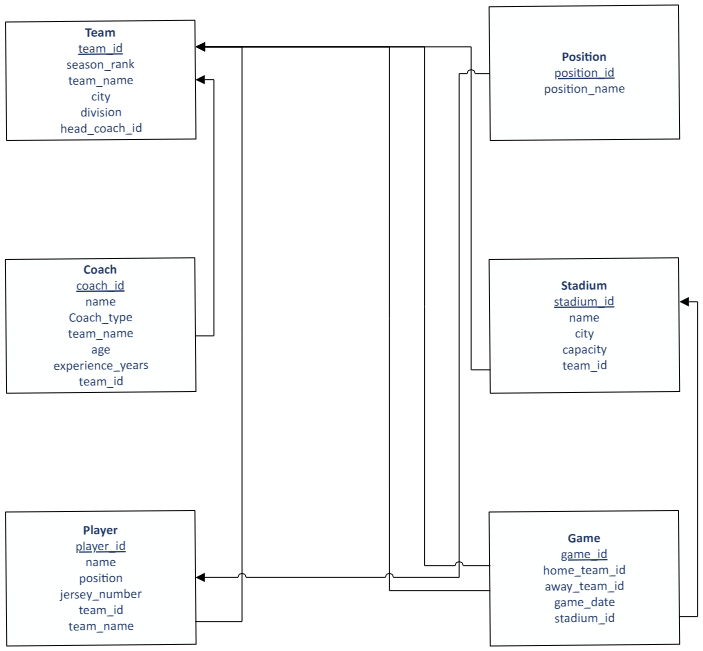 Team
team_id
season_rank
team_name
city
division
head_coach_id
Position
position_id
position_name
Coach
coach_id
name
Coach_type
team_name
age
experience_years
team_id
Stadium
stadium_id
name
city
capacity
team_id
Player
player_id
name
position
jersey_number
team_id
team_name
Game
game_id
home_team_id
away_team_id
game_date
stadium_id